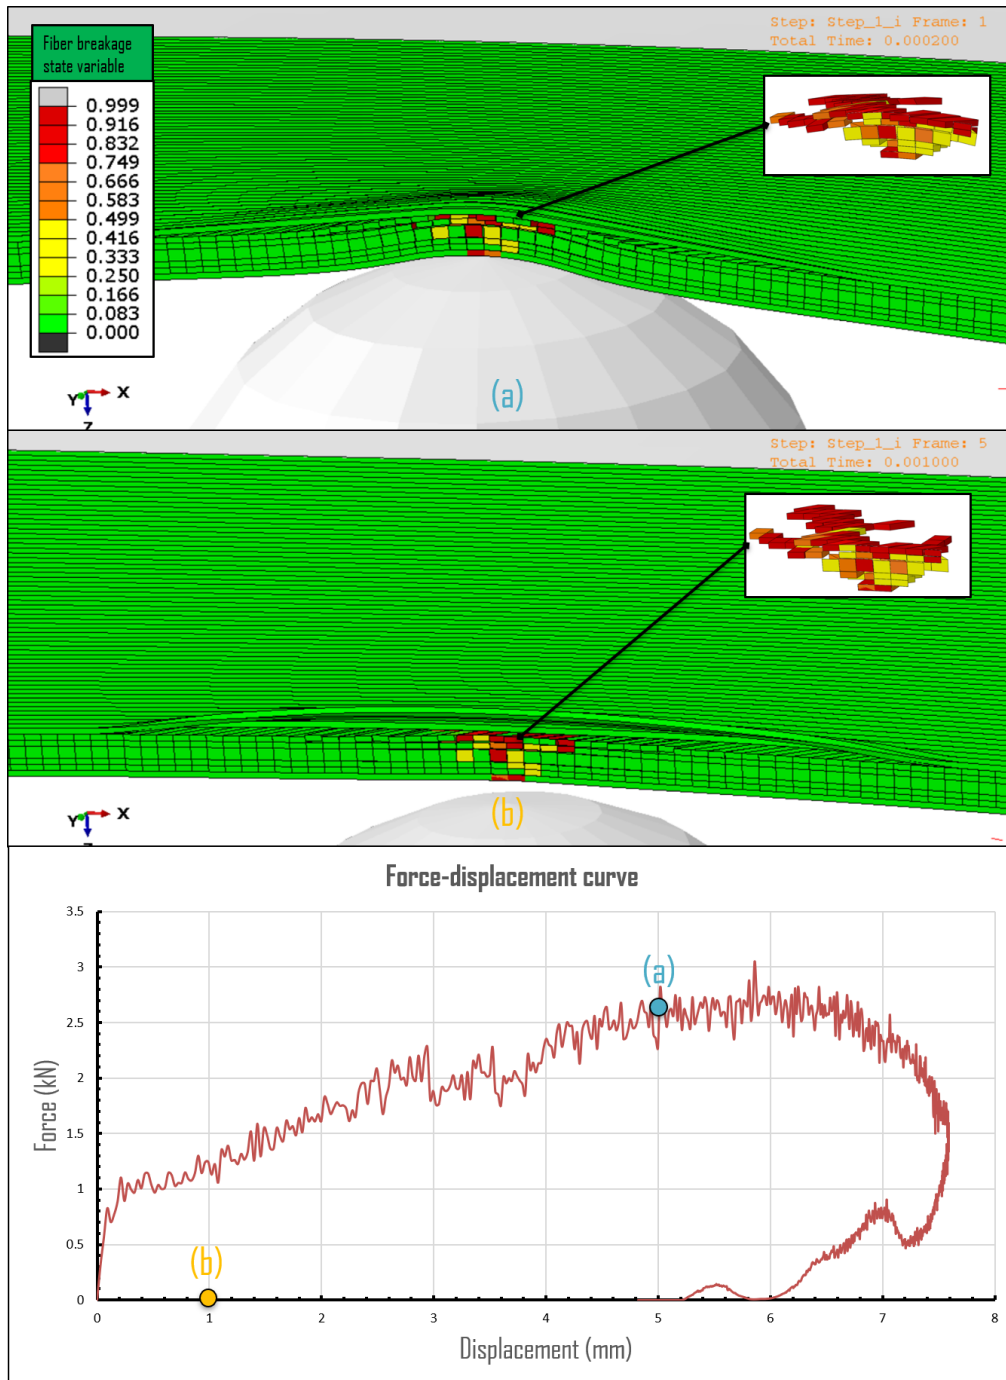 Step: Step_1_i Frame: 1
Total Time: 0.000200
Fiber breakage
state variable
0.999
0.916
0.832
0.749
0.666
0.583
0.499
0.416
0.333
0.250
0.166
0.083
0.000
Y X
Z
(a)
Step: Step_1_i Frame: 5
Total Time: 0.001000
Y X
Z
(b)
Force-displacement curve
Force (kN)
3.5
3
2.5
2
1.5
1
0.5
0
(a)
(b)
0 1 2 3 4 5 6 7 8
Displacement (mm)